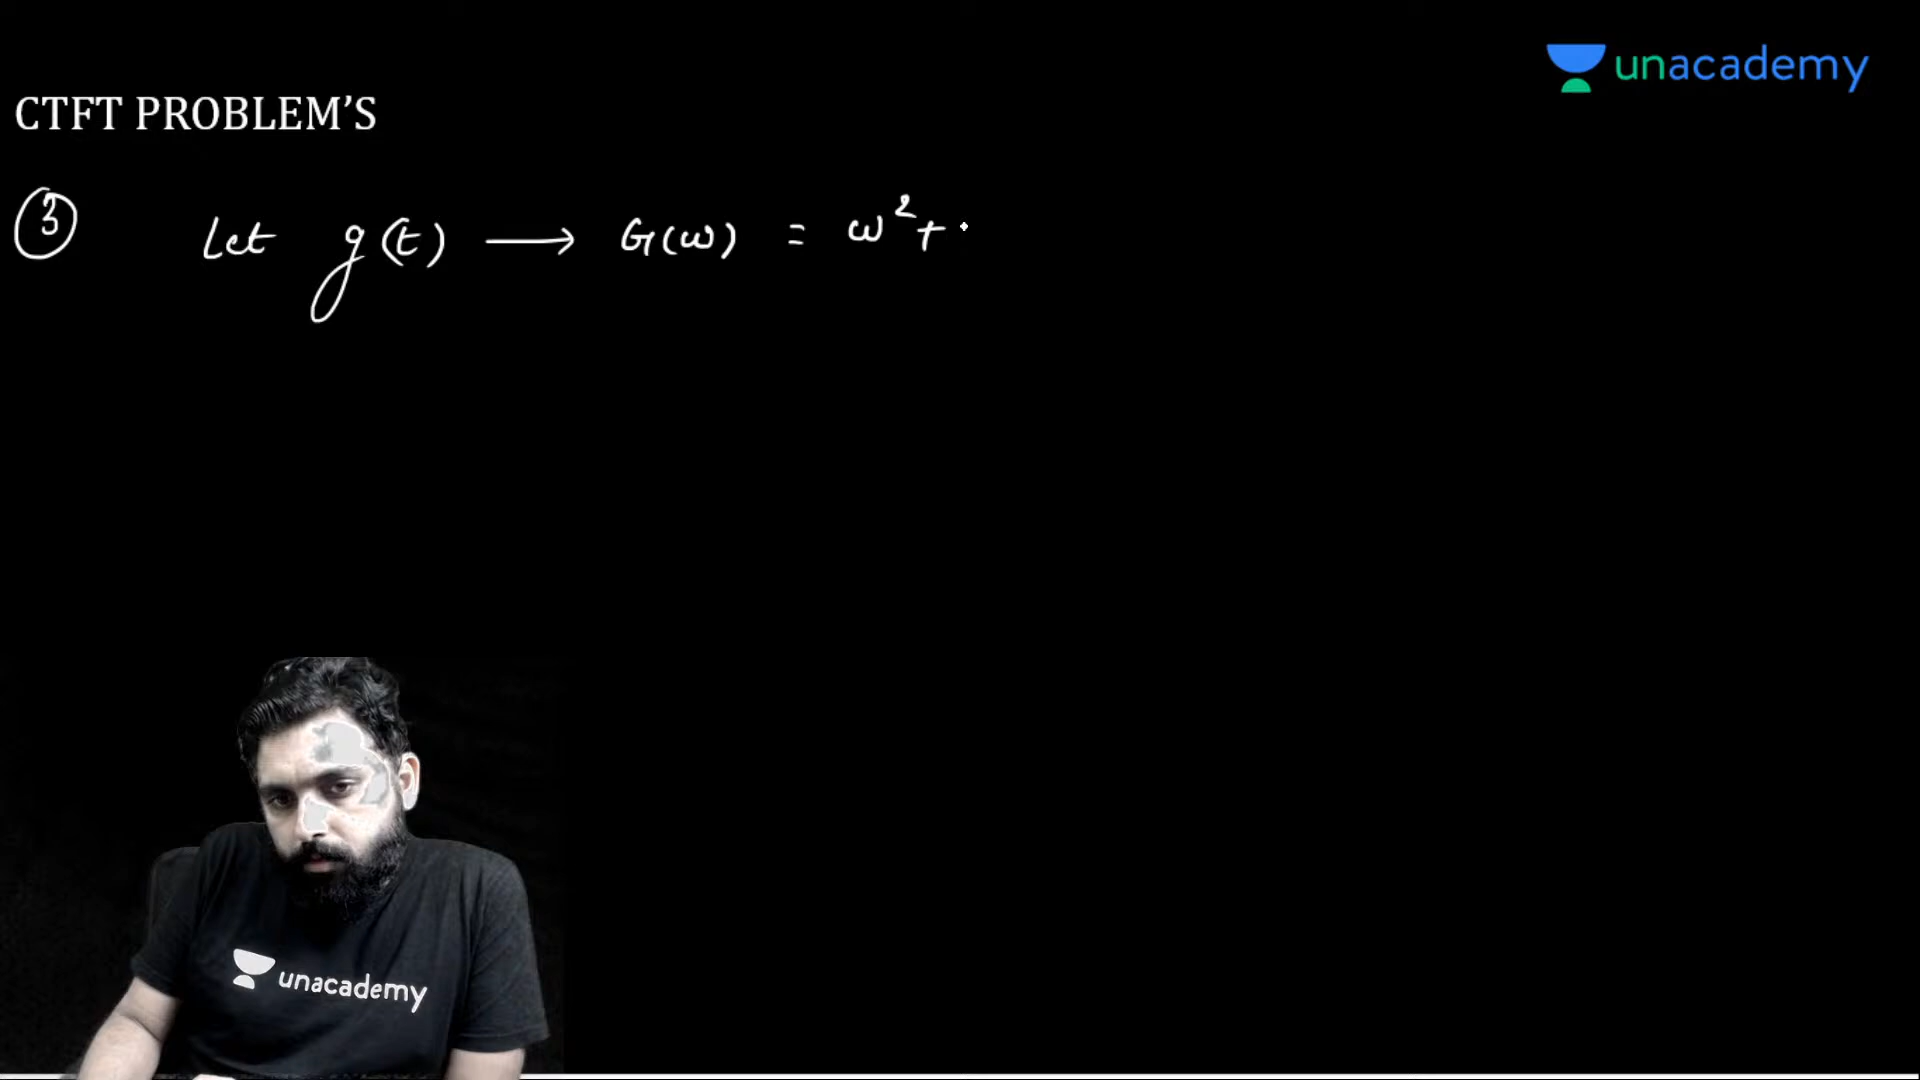 unacademy
CTFT PROBLEM'S
3 Let g(t) ⟶ G(ω) = ω² +
unacademy